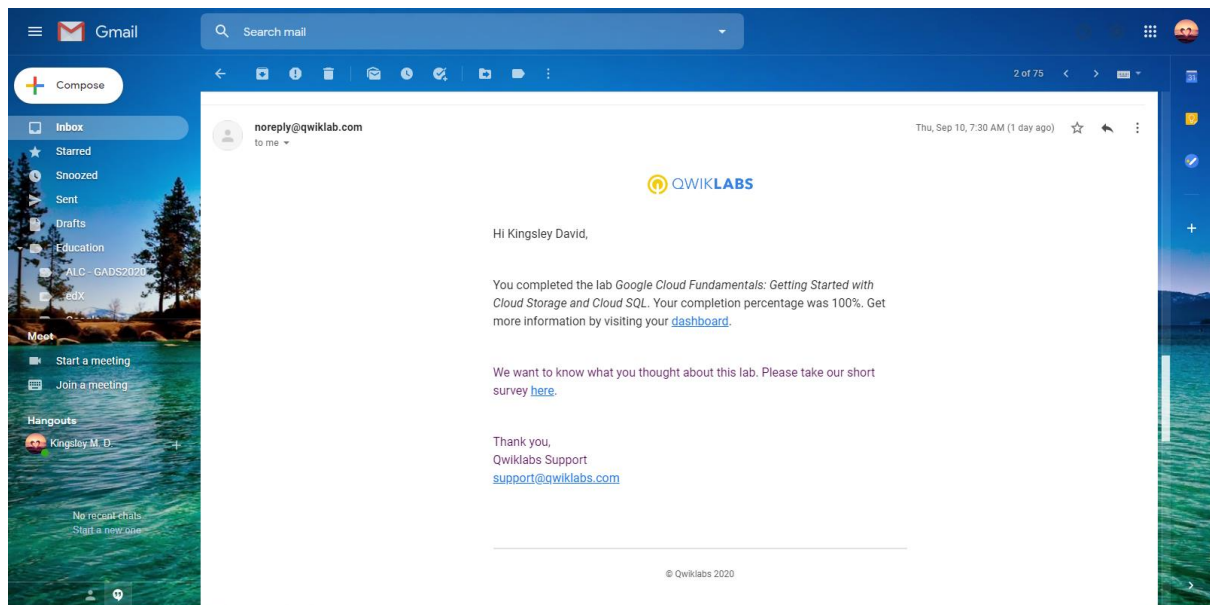 Gmail
Search mail
Compose
2 of 75
Inbox
Starred
Snoozed
Sent
Drafts
Education
ALC - GADS2020
edX
Meet
Start a meeting
Join a meeting
Hangouts
Kingsley M. D
No recent chats
Start a new one
noreply@qwiklab.com
Thu, Sep 10, 7:30 AM (1 day ago)
to me
QWIKLABS
Hi Kingsley David,
You completed the lab Google Cloud Fundamentals: Getting Started with
Cloud Storage and Cloud SQL. Your completion percentage was 100%. Get
more information by visiting your dashboard.
We want to know what you thought about this lab. Please take our short
survey here.
Thank you,
Qwiklabs Support
support@qwiklabs.com
© Qwiklabs 2020